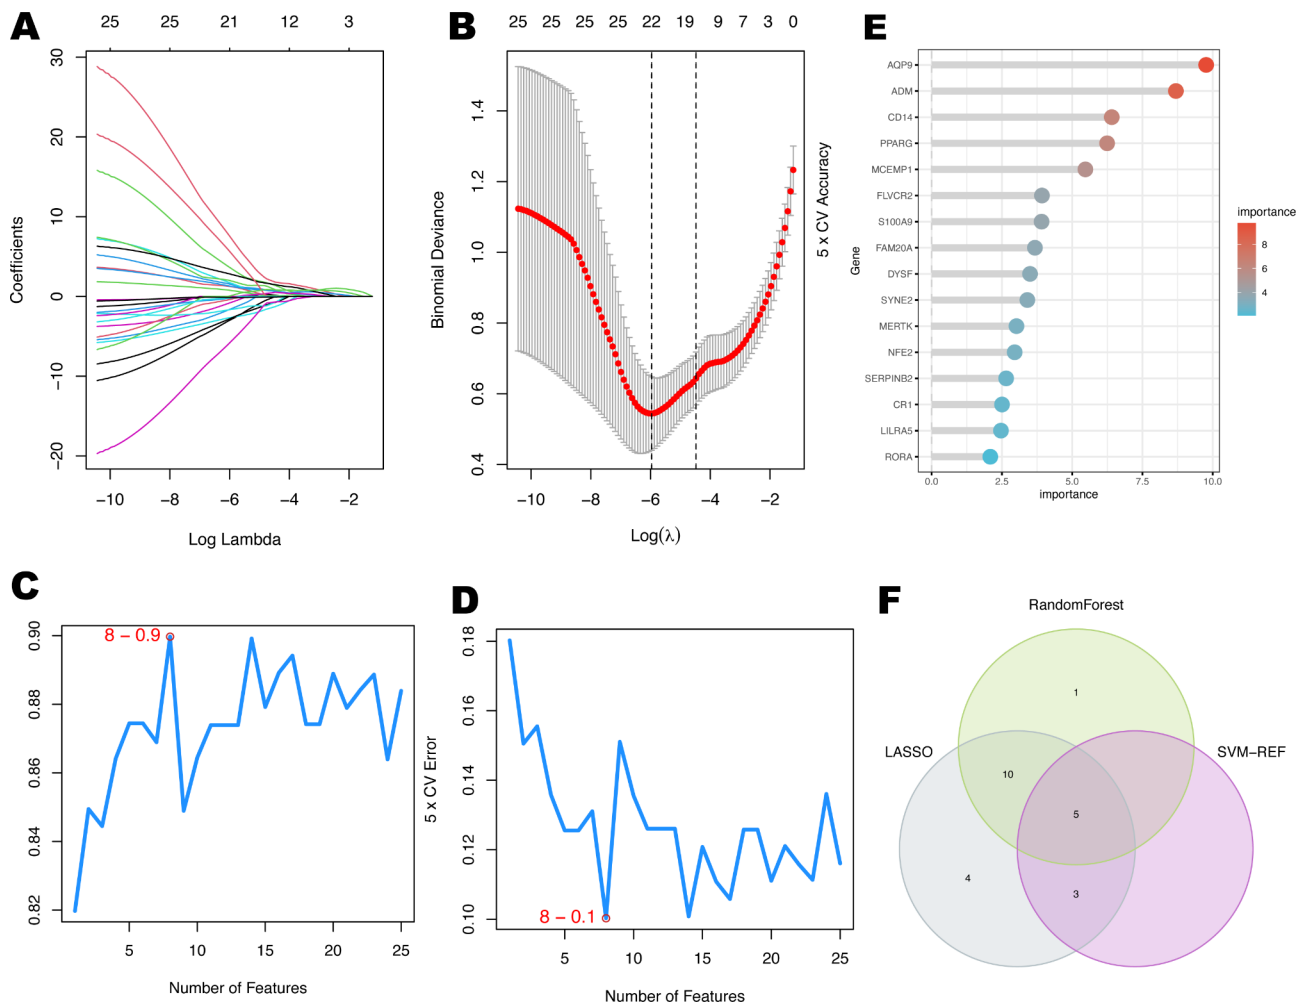 A
25 25 21 12 3
30
20
10
0
−10
−20
Coefficients
−10 −8 −6 −4 −2
Log Lambda
B
25 25 25 25 22 19 9 7 3 0
1.4
1.2
1.0
0.8
0.6
0.4
Binomial Deviance
−10 −8 −6 −4 −2
Log(λ)
E
AQP9
ADM
CD14
PPARG
MCEMP1
FLVCR2
S100A9
FAM20A
DYSF
SYNE2
MERTK
NFE2
SERPINB2
CR1
LILRA5
RORA
Gene
0.0 2.5 5.0 7.5 10.0
importance
importance
8
6
4
C
5 x CV Accuracy
0.90
0.88
0.86
0.84
0.82
8 − 0.9
5 10 15 20 25
Number of Features
D
5 x CV Error
0.18
0.16
0.14
0.12
0.10
8 − 0.1
5 10 15 20 25
Number of Features
F
RandomForest
LASSO
SVM−REF
1
10
5
4
3